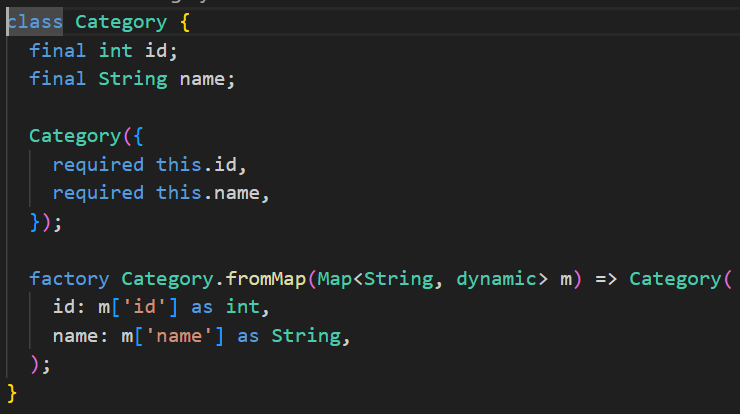 class Category {
  final int id;
  final String name;

  Category({
    required this.id,
    required this.name,
  });

  factory Category.fromMap(Map<String, dynamic> m) => Category(
    id: m['id'] as int,
    name: m['name'] as String,
  );
}